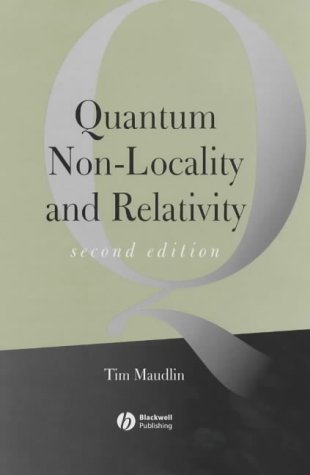 Q
Quantum
Non-Locality
and Relativity
second edition
Tim Maudlin
b
Blackwell
Publishing